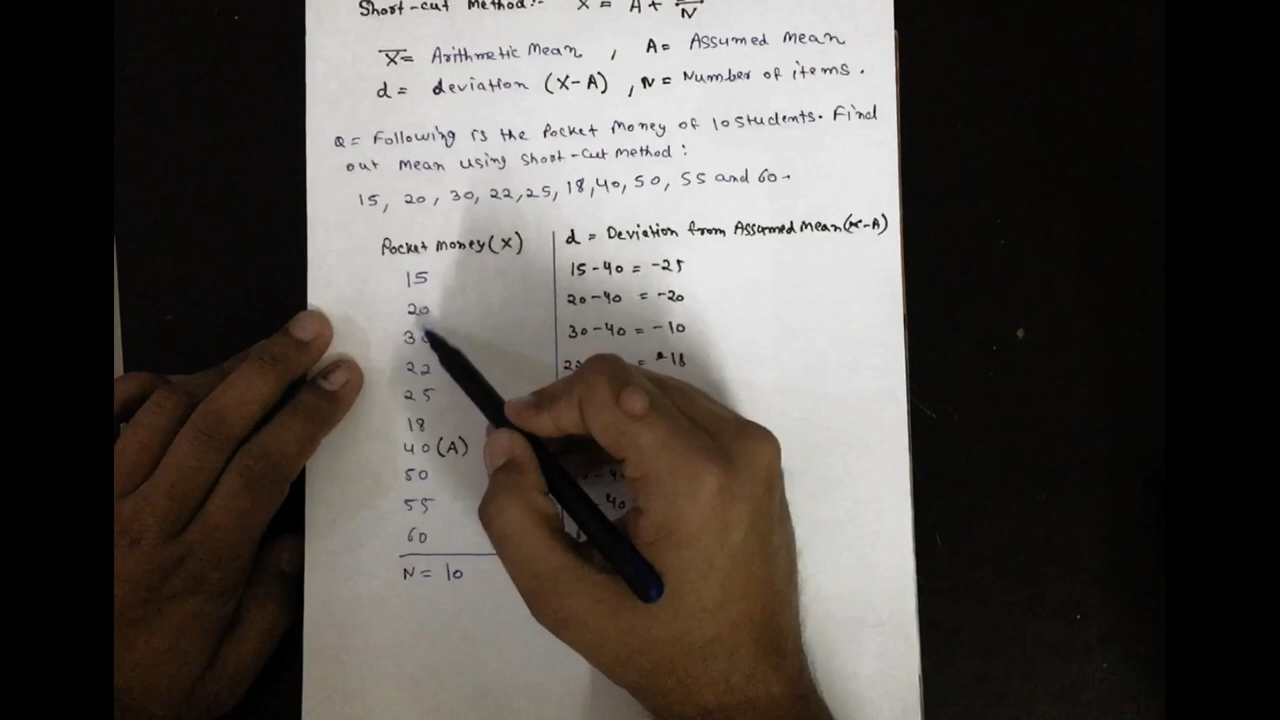 Short-cut Method:- X = A + N
X = Arithmetic Mean , A = Assumed Mean
d = deviation (X-A) , N = Number of items.
Q = Following is the Pocket Money of 10 Students. Find
out Mean using Short-Cut Method :
15, 20, 30, 22, 25, 18, 40, 50, 55 and 60-
Pocket money (X) d = Deviation from Assumed Mean (x-A)
15 15-40 = -25
20 20-40 = -20
30 30-40 = -10
22 = -18
25
18
40 (A)
50
55 40
60
N = 10